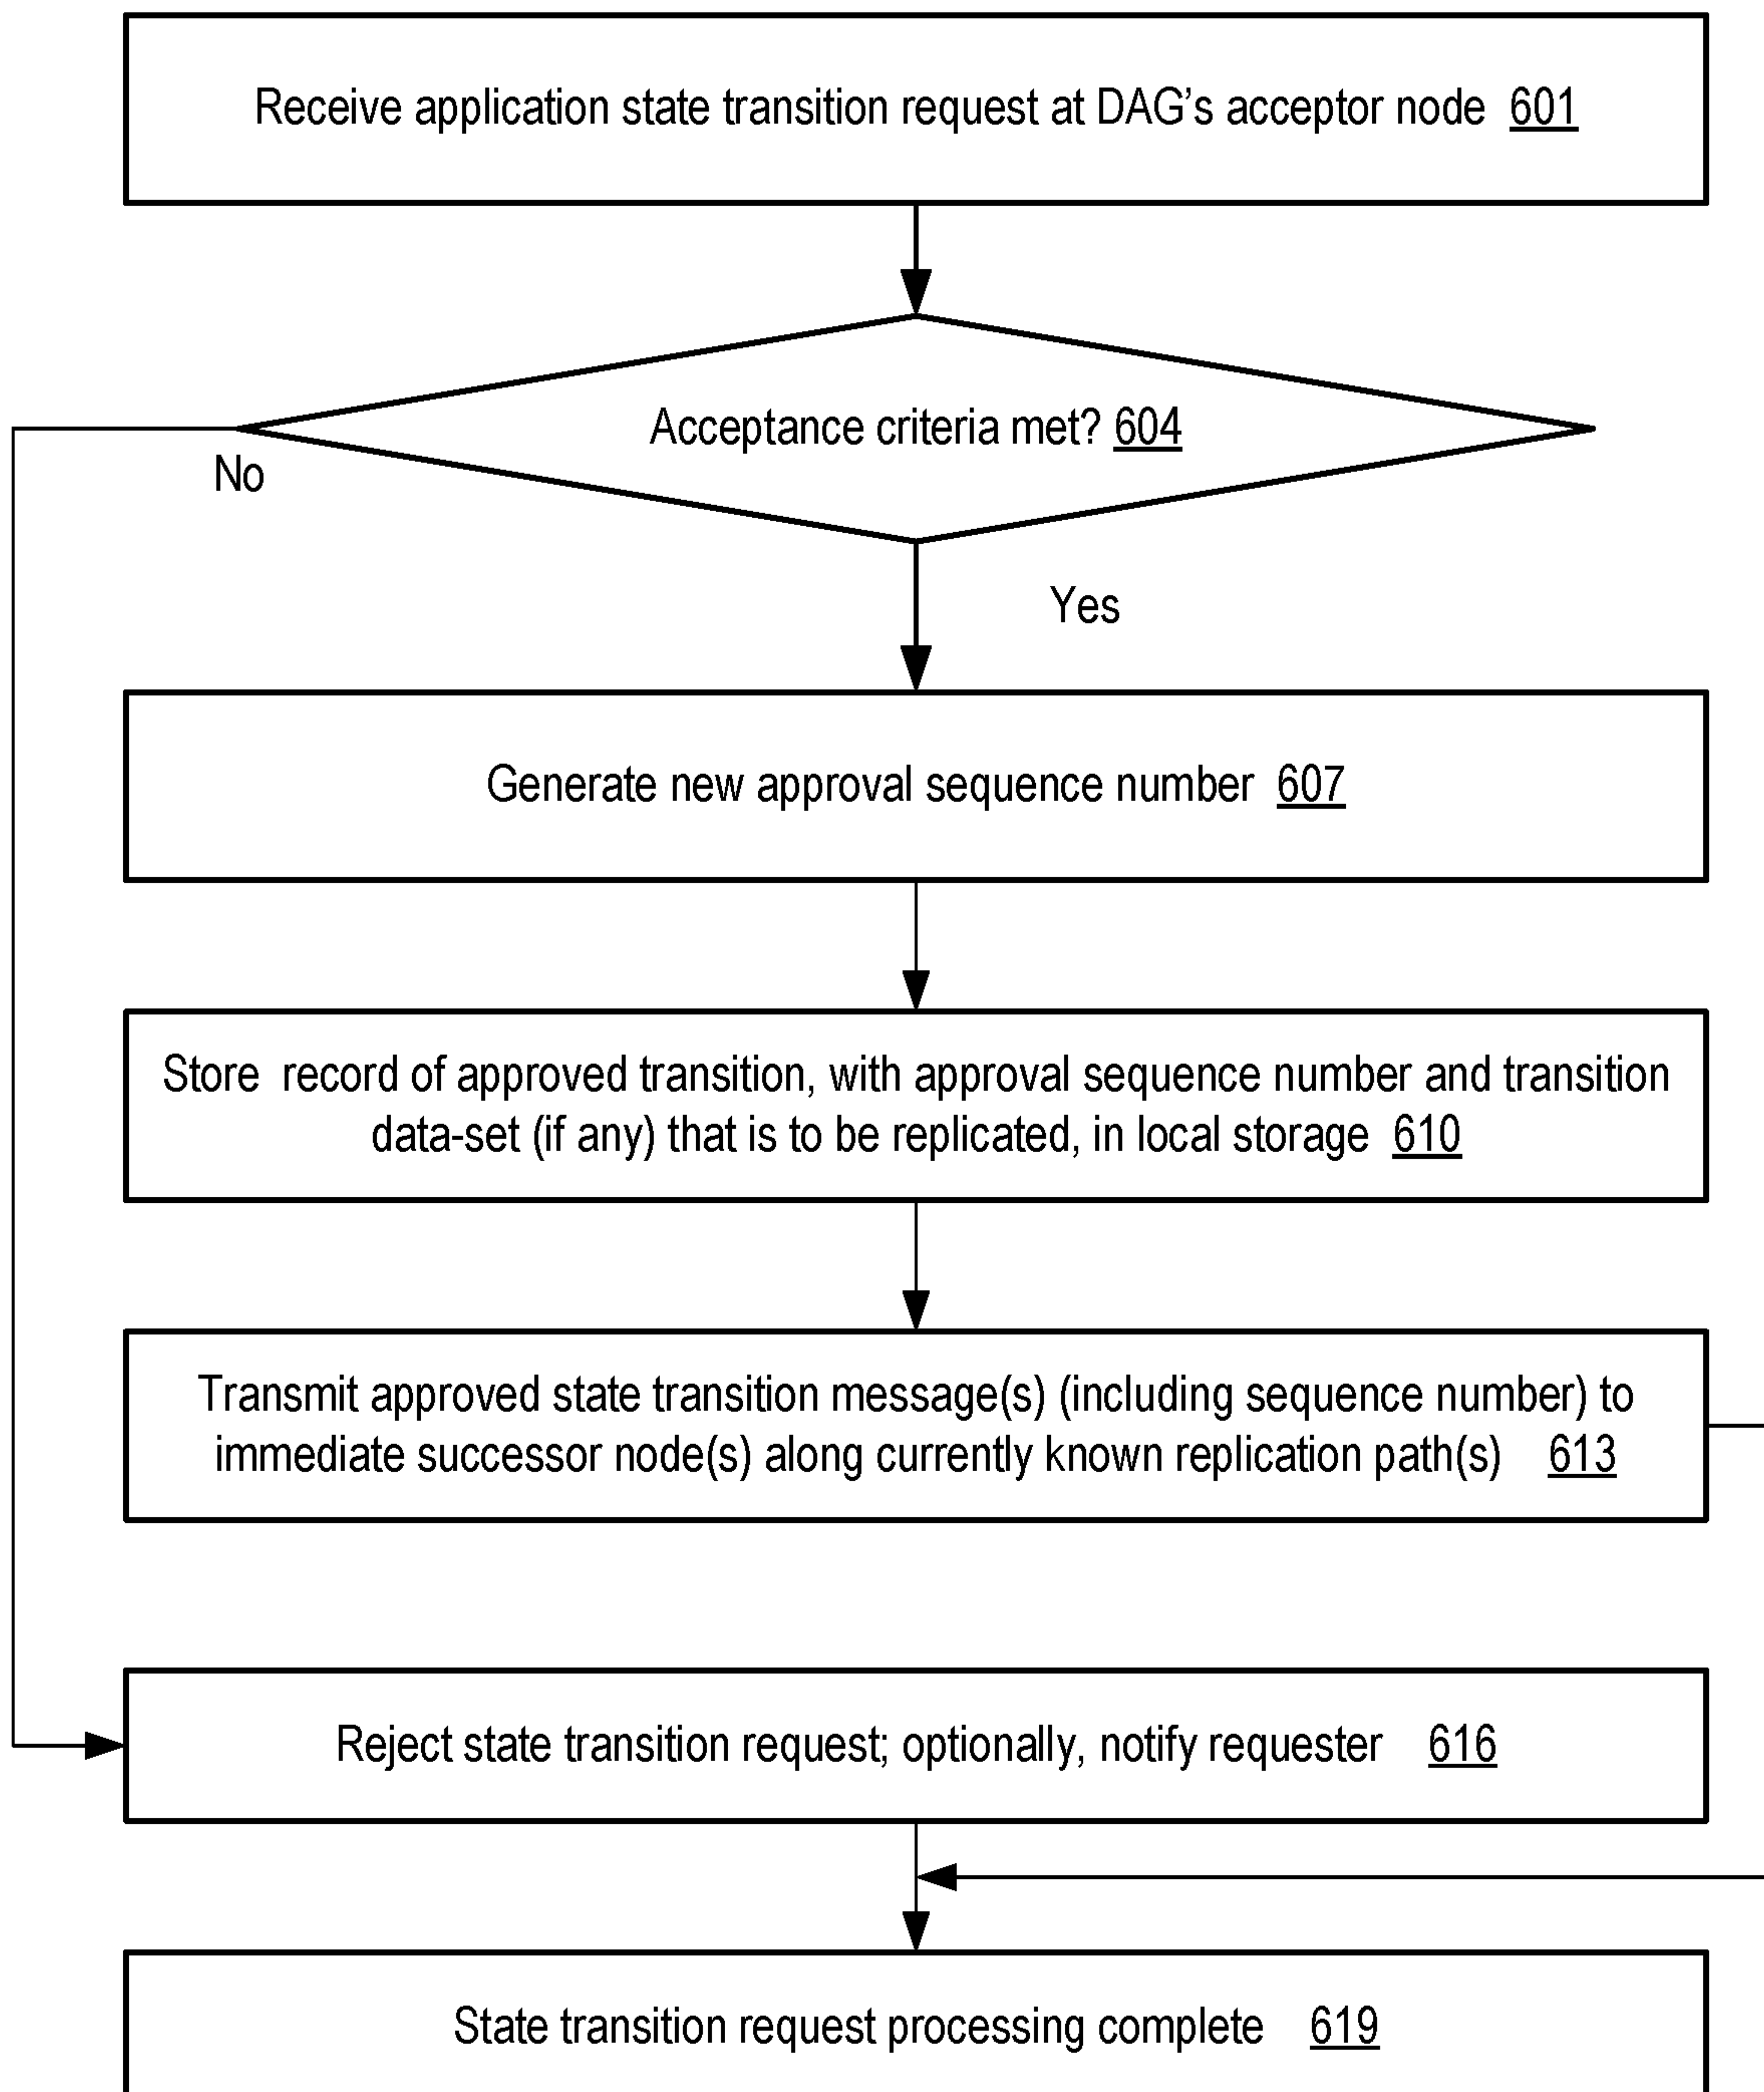 Receive application state transition request at DAG’s acceptor node 601
Acceptance criteria met? 604
No
Yes
Generate new approval sequence number 607
Store record of approved transition, with approval sequence number and transition
data-set (if any) that is to be replicated, in local storage 610
Transmit approved state transition message(s) (including sequence number) to
immediate successor node(s) along currently known replication path(s) 613
Reject state transition request; optionally, notify requester 616
State transition request processing complete 619